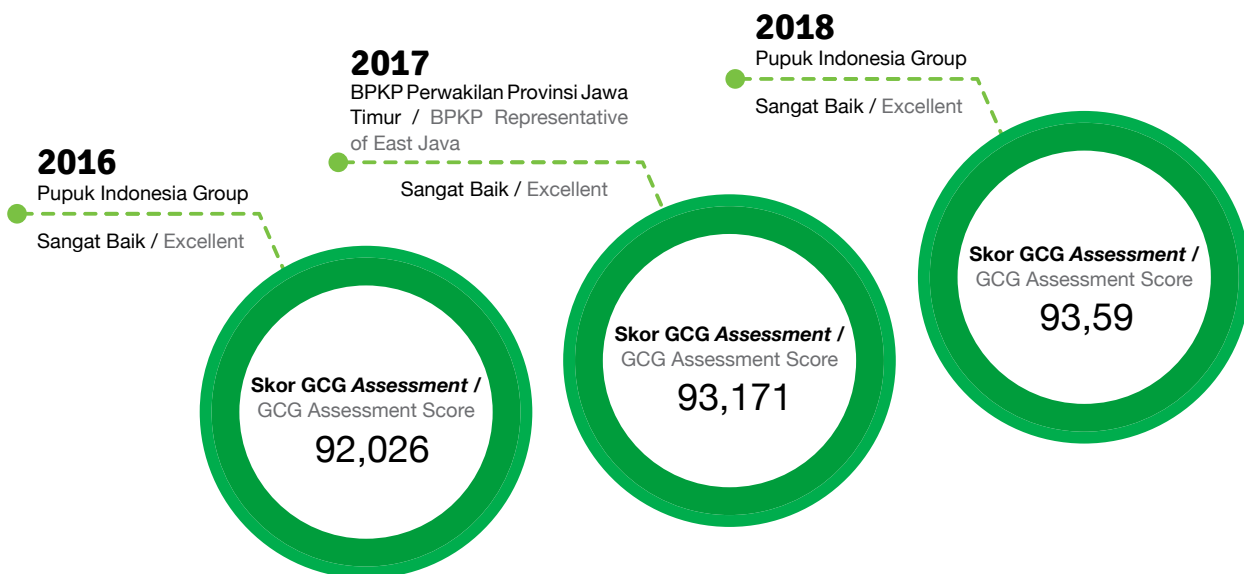 2016
Pupuk Indonesia Group
Sangat Baik / Excellent
Skor GCG Assessment /
GCG Assessment Score
92,026
2017
BPKP Perwakilan Provinsi Jawa
Timur / BPKP Representative
of East Java
Sangat Baik / Excellent
Skor GCG Assessment /
GCG Assessment Score
93,171
2018
Pupuk Indonesia Group
Sangat Baik / Excellent
Skor GCG Assessment /
GCG Assessment Score
93,59